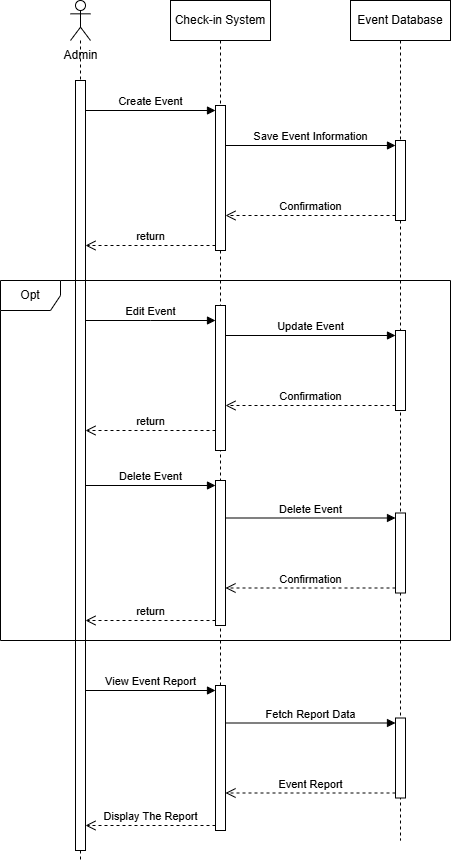 Admin
Check-in System
Event Database
Create Event
Save Event Information
Confirmation
return
Opt
Edit Event
Update Event
Confirmation
return
Delete Event
Delete Event
Confirmation
return
View Event Report
Fetch Report Data
Event Report
Display The Report